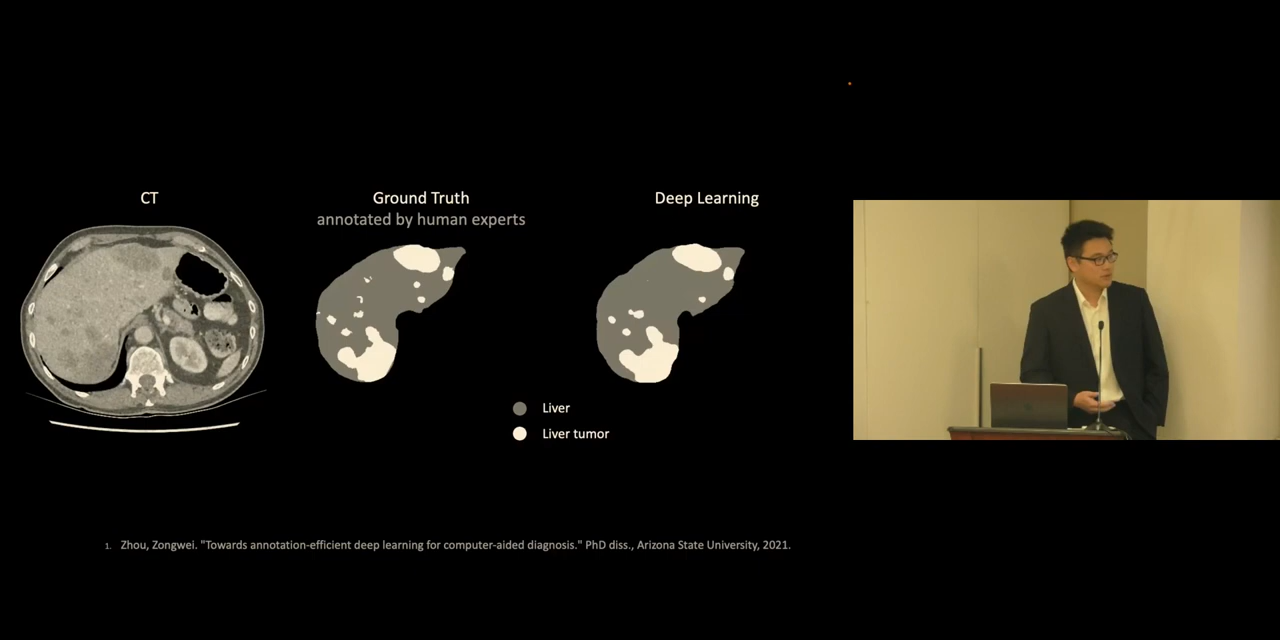 CT
Ground Truth
annotated by human experts
Deep Learning
Liver
Liver tumor
1. Zhou, Zongwei. "Towards annotation-efficient deep learning for computer-aided diagnosis." PhD diss., Arizona State University, 2021.